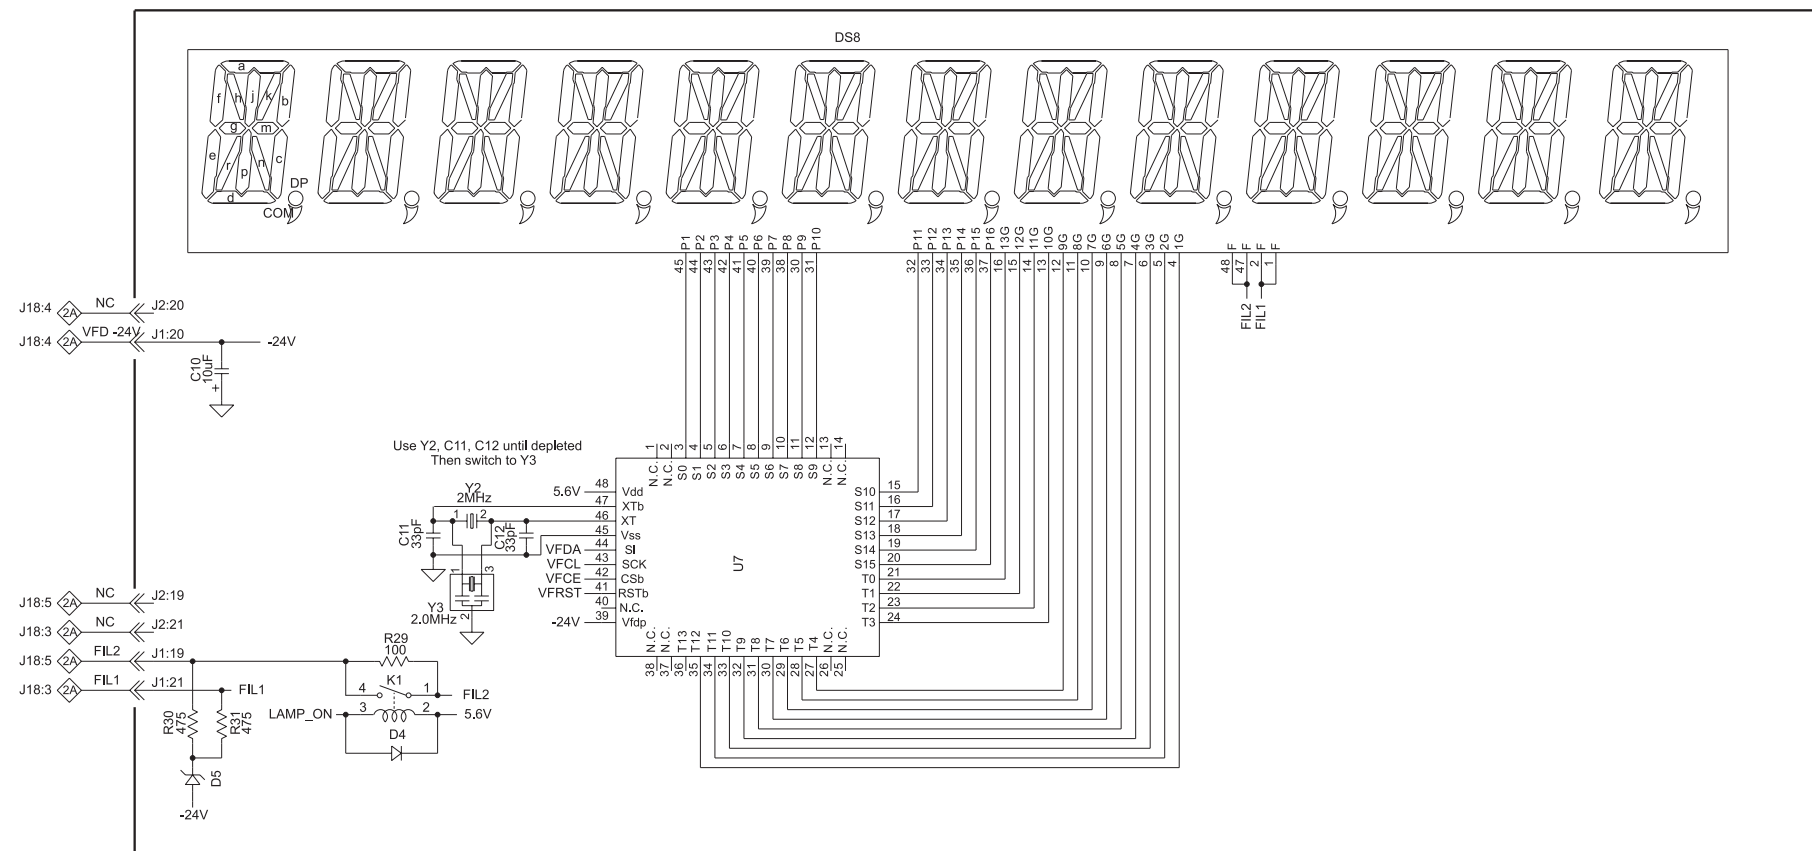 DS8
a
f h j k b
g m
e r p n c
d
DP
COM
P1 P2 P3 P4 P5 P6 P7 P8 P9 P10
45 44 43 42 41 40 39 38 30 31
P11 P12 P13 P14 P15 P16 13G 12G 11G 10G 9G 8G 7G 6G 5G 4G 3G 2G 1G
32 33 34 35 36 37 16 15 14 13 12 11 10 9 8 7 6 5 4
F F F F
48 47 2 1
FIL2 FIL1
J18:4 2A NC J2:20
J18:4 2A VFD -24V J1:20 -24V
C10
10uF
+
Use Y2, C11, C12 until depleted
Then switch to Y3
Y2
2MHz
1 2
C11
33pF
C12
33pF
1 3
2
Y3
2.0MHz
1 2 3 4 5 6 7 8 9 10 11 12 13 14
N.C. N.C. S0 S1 S2 S3 S4 S5 S6 S7 S8 S9 N.C. N.C.
5.6V 48 Vdd
47 XTb
46 XT
45 Vss
VFDA 44 SI
VFCL 43 SCK
VFCE 42 CSb
VFRST 41 RSTb
40 N.C.
-24V 39 Vfdp
U7
S10 15
S11 16
S12 17
S13 18
S14 19
S15 20
T0 21
T1 22
T2 23
T3 24
N.C. N.C. T13 T12 T11 T10 T9 T8 T7 T6 T5 T4 N.C. N.C.
38 37 36 35 34 33 32 31 30 29 28 27 26 25
J18:5 2A NC J2:19
J18:3 2A NC J2:21
J18:5 2A FIL2 J1:19
J18:3 2A FIL1 J1:21 FIL1
R29
100
K1
4 1 FIL2
LAMP_ON 3 2 5.6V
D4
R30
475
R31
475
D5
-24V